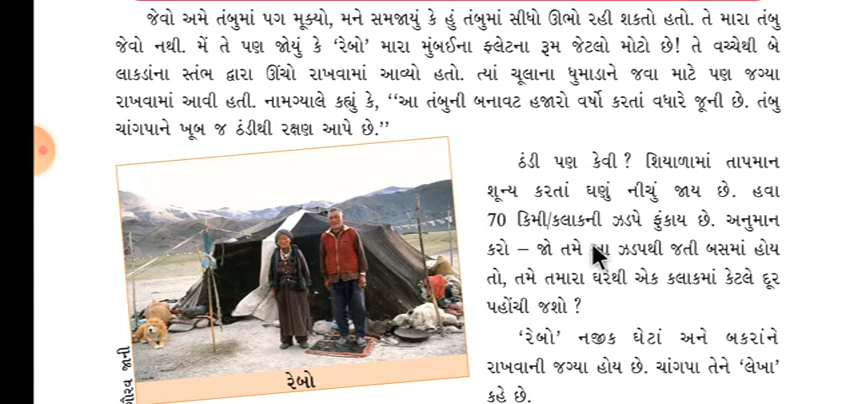 જેવો અમે તંબુમાં પગ મૂક્યો, મને સમજાયું કે હું તંબુમાં સીધો ઊભો રહી શકતો હતો. તે મારા તંબુ
જેવો નથી. મેં તે પણ જોયું કે ‘રેબો’ મારા મુંબઈના ફ્લેટના રૂમ જેટલો મોટો છે! તે વચ્ચેથી બે
લાકડાંના સ્તંભ દ્વારા ઊંચો રાખવામાં આવ્યો હતો. ત્યાં ચૂલાના ધુમાડાને જવા માટે પણ જગ્યા
રાખવામાં આવી હતી. નામગ્યાલે કહ્યું કે, “આ તંબુની બનાવટ હજારો વર્ષો કરતાં વધારે જૂની છે. તંબુ
ચાંગપાને ખૂબ જ ઠંડીથી રક્ષણ આપે છે.”
ઠંડી પણ કેવી ? શિયાળામાં તાપમાન
શૂન્ય કરતાં ઘણું નીચું જાય છે. હવા
70 કિમી/કલાકની ઝડપે ફુંકાય છે. અનુમાન
કરો – જો તમે ઝડપથી જતી બસમાં હોય
તો, તમે તમારા ઘરેથી એક કલાકમાં કેટલે દૂર
પહોંચી જશો ?
‘રેબો’ નજીક ઘેટાં અને બકરાંને
રાખવાની જગ્યા હોય છે. ચાંગપા તેને ‘લેખા’
કહે છે.
ગૌરવ જાની
રેબો